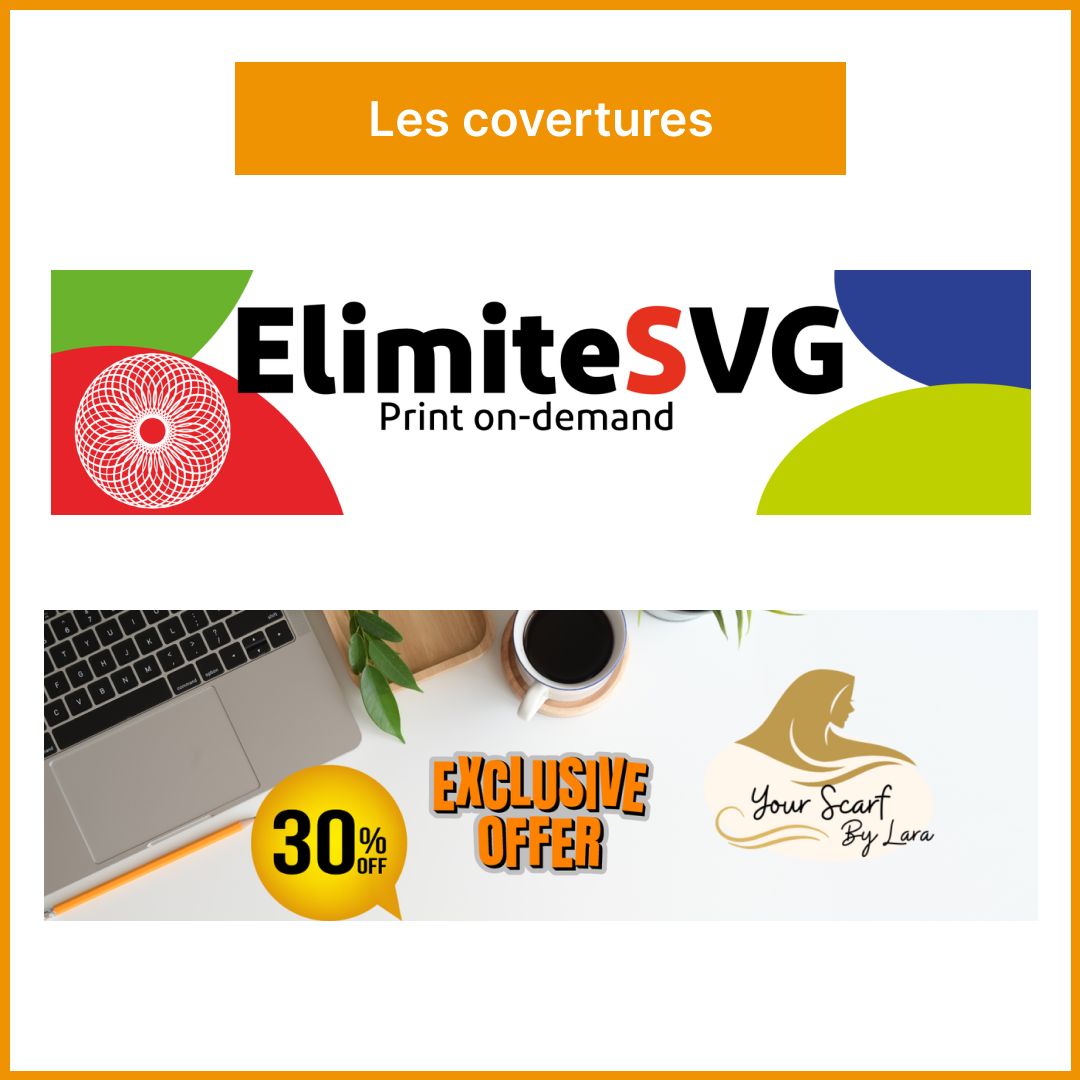 Les covertures
ElimiteSVG
Print on-demand
EXCLUSIVE
OFFER
30%
OFF
Your Scarf
By Lara